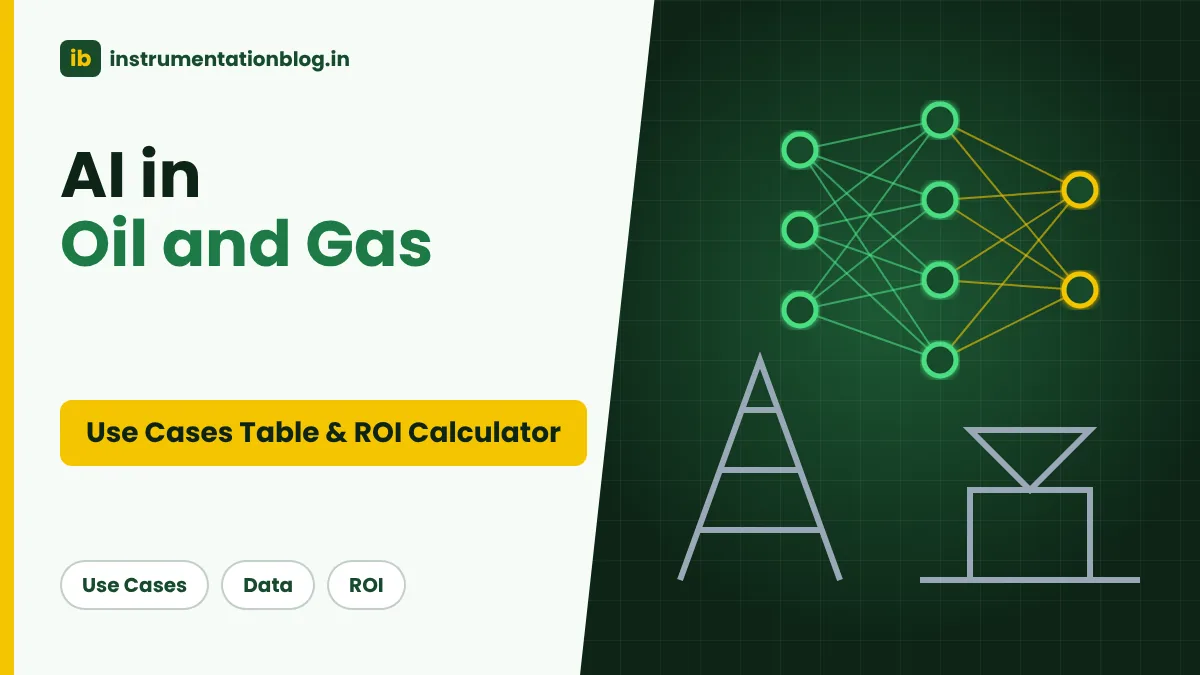 ib instrumentationblog.in
AI in
Oil and Gas
Use Cases Table & ROI Calculator
Use Cases Data ROI